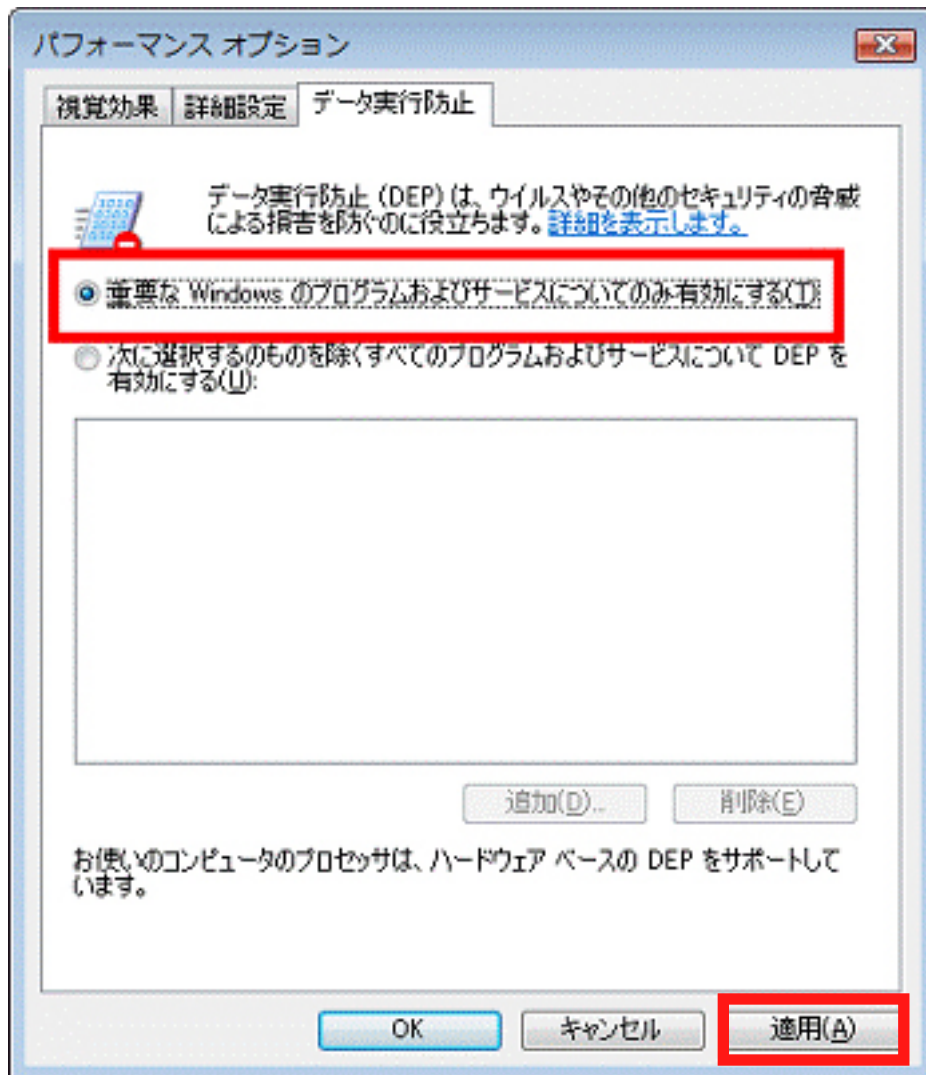 パフォーマンス オプション
視覚効果 詳細設定 データ実行防止
データ実行防止 (DEP) は、ウイルスやその他のセキュリティの脅威
による損害を防ぐのに役立ちます。詳細を表示します。
重要な Windows のプログラムおよびサービスについてのみ有効にする(T)
次に選択するのものを除くすべてのプログラムおよびサービスについて DEP を
有効にする(U):
追加(D)... 削除(E)
お使いのコンピュータのプロセッサは、ハードウェア ベースの DEP をサポートして
います。
OK キャンセル 適用(A)